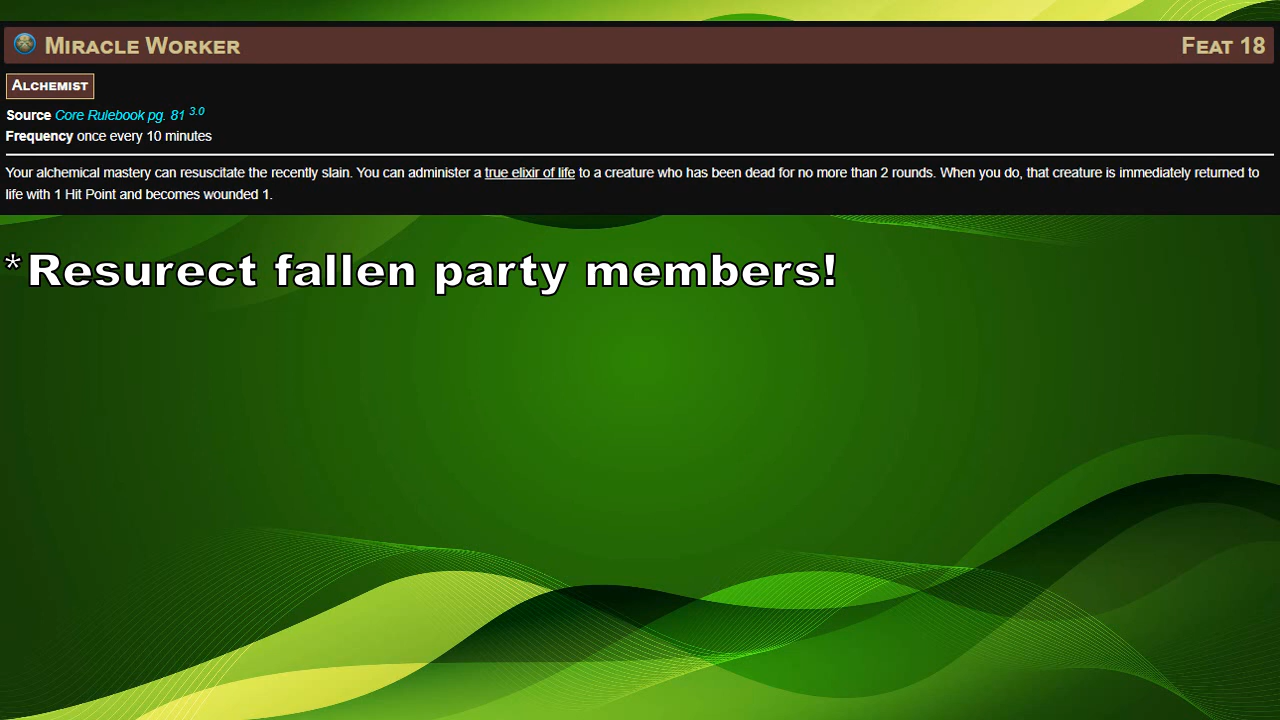 Miracle Worker Feat 18
Alchemist
Source Core Rulebook pg. 81 3.0
Frequency once every 10 minutes
Your alchemical mastery can resuscitate the recently slain. You can administer a true elixir of life to a creature who has been dead for no more than 2 rounds. When you do, that creature is immediately returned to
life with 1 Hit Point and becomes wounded 1.
*Resurect fallen party members!